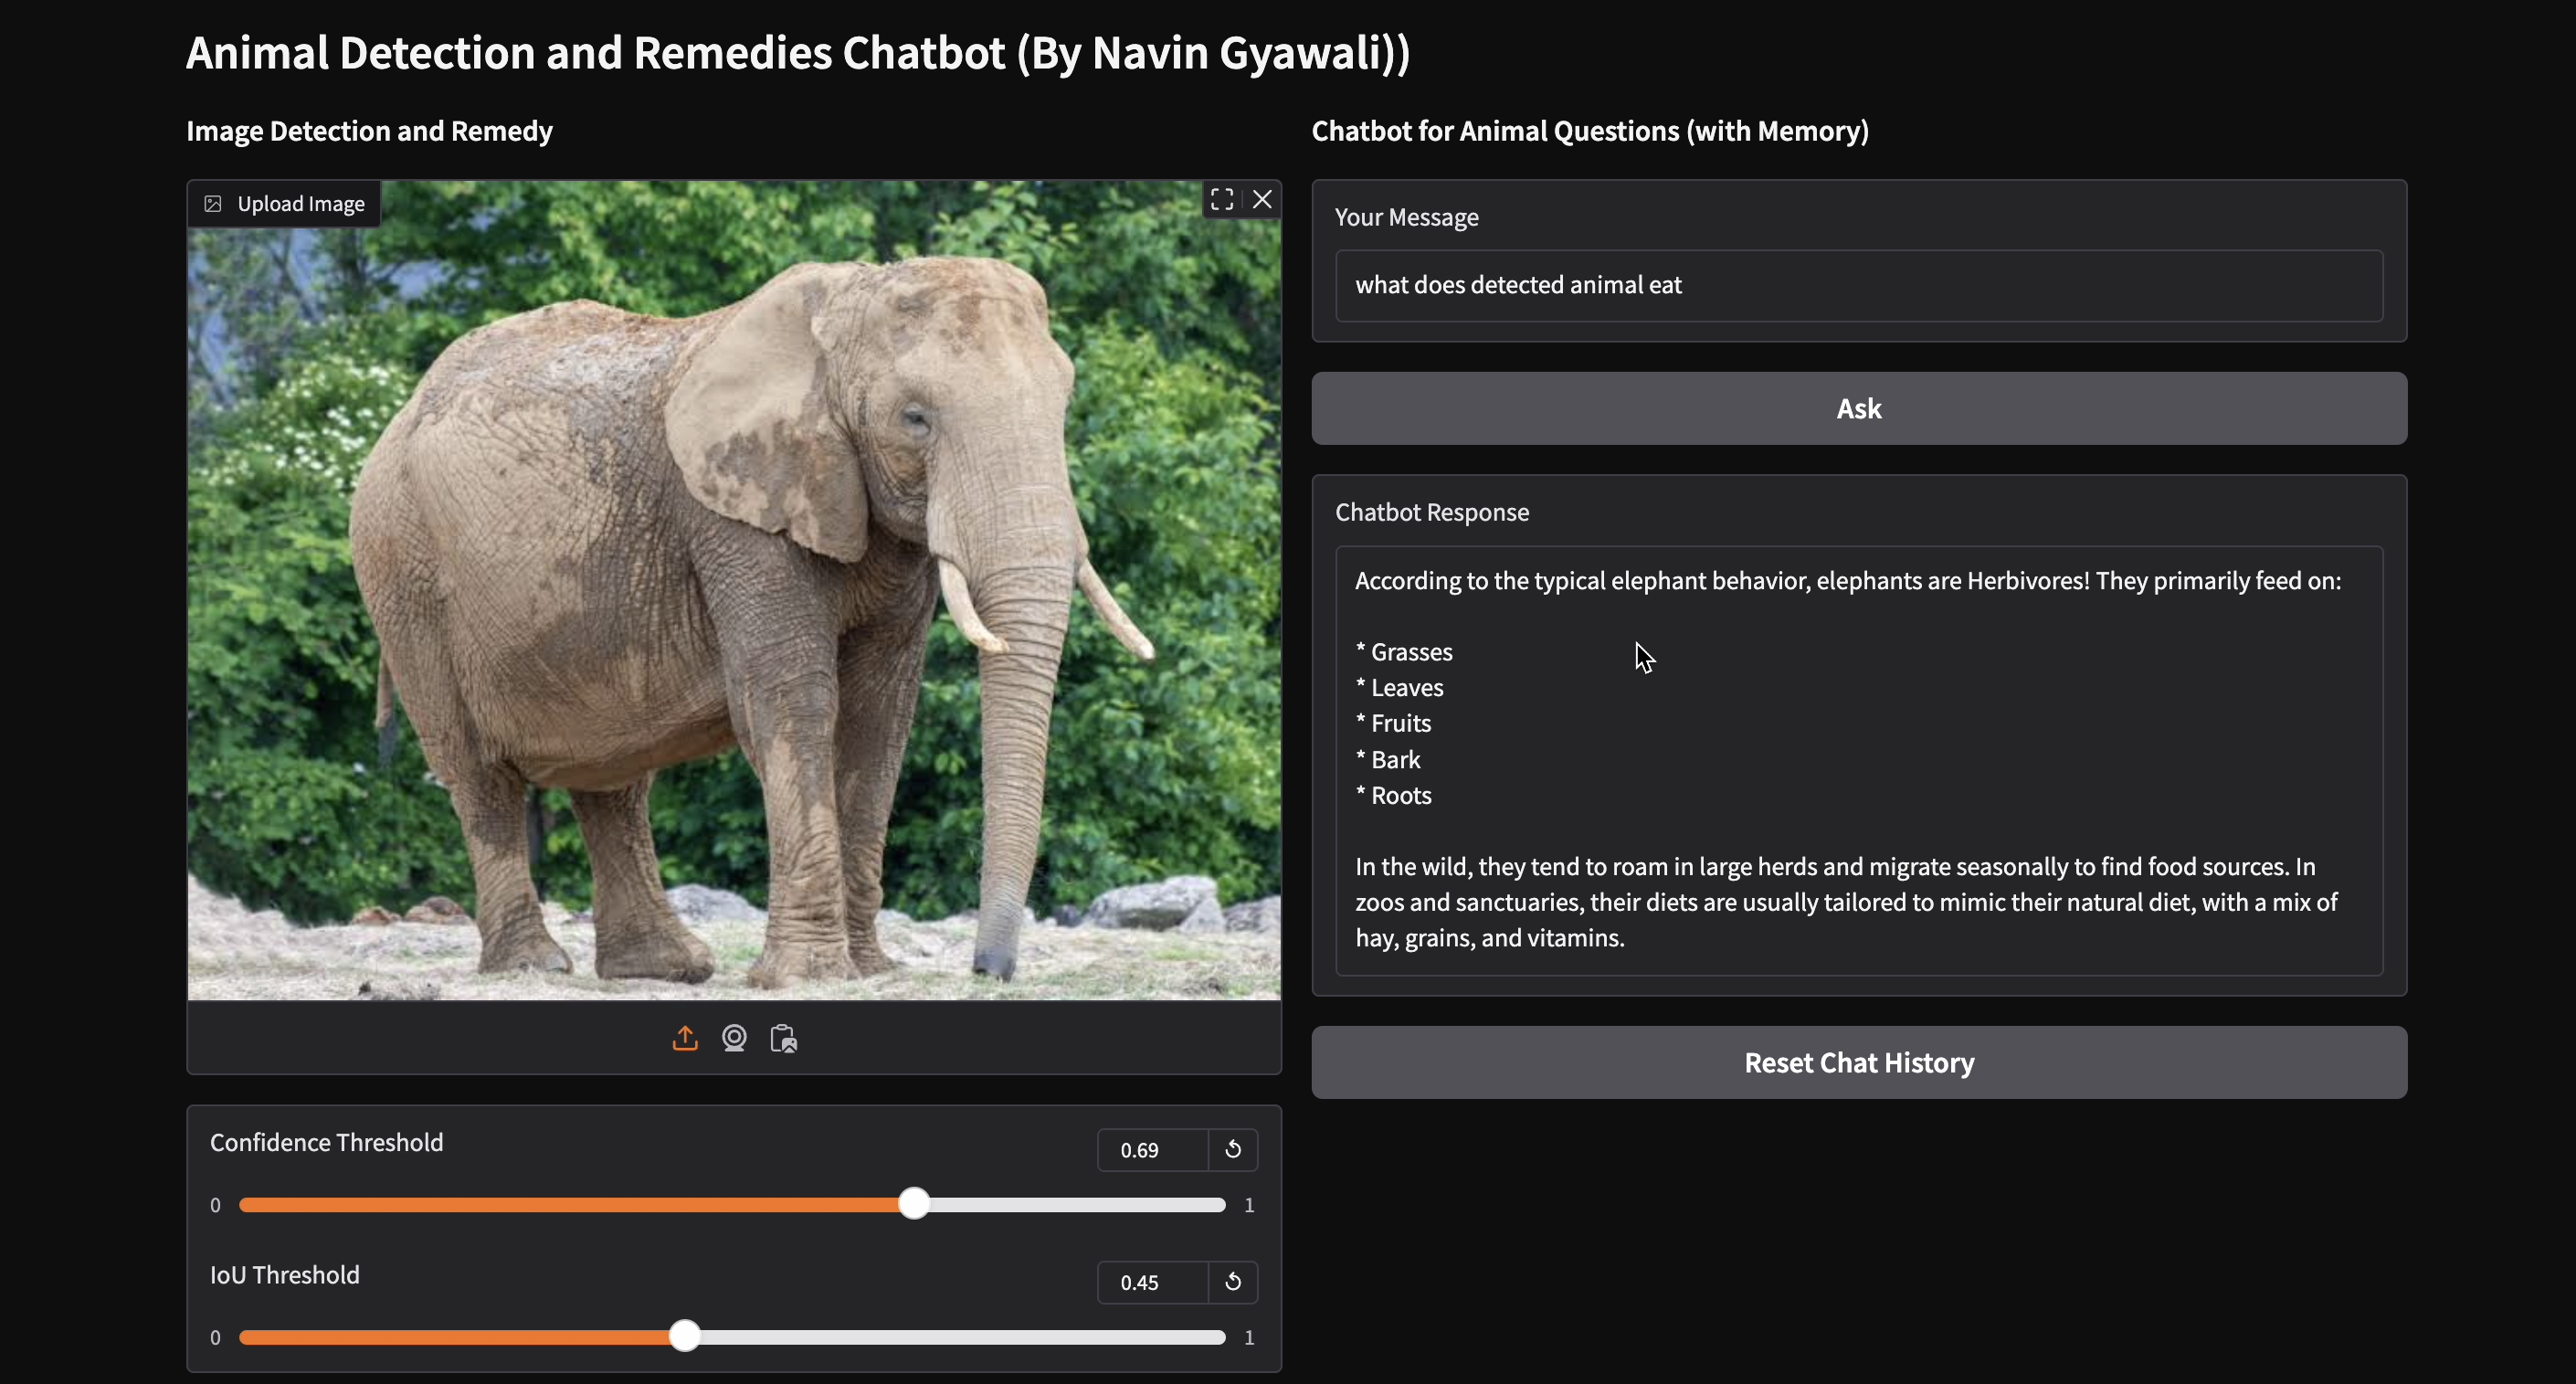 Animal Detection and Remedies Chatbot (By Navin Gyawali))
Image Detection and Remedy
Upload Image
Confidence Threshold
0.69
0
1
IoU Threshold
0.45
0
1
Chatbot for Animal Questions (with Memory)
Your Message
what does detected animal eat
Ask
Chatbot Response
According to the typical elephant behavior, elephants are Herbivores! They primarily feed on:
* Grasses
* Leaves
* Fruits
* Bark
* Roots
In the wild, they tend to roam in large herds and migrate seasonally to find food sources. In
zoos and sanctuaries, their diets are usually tailored to mimic their natural diet, with a mix of
hay, grains, and vitamins.
Reset Chat History